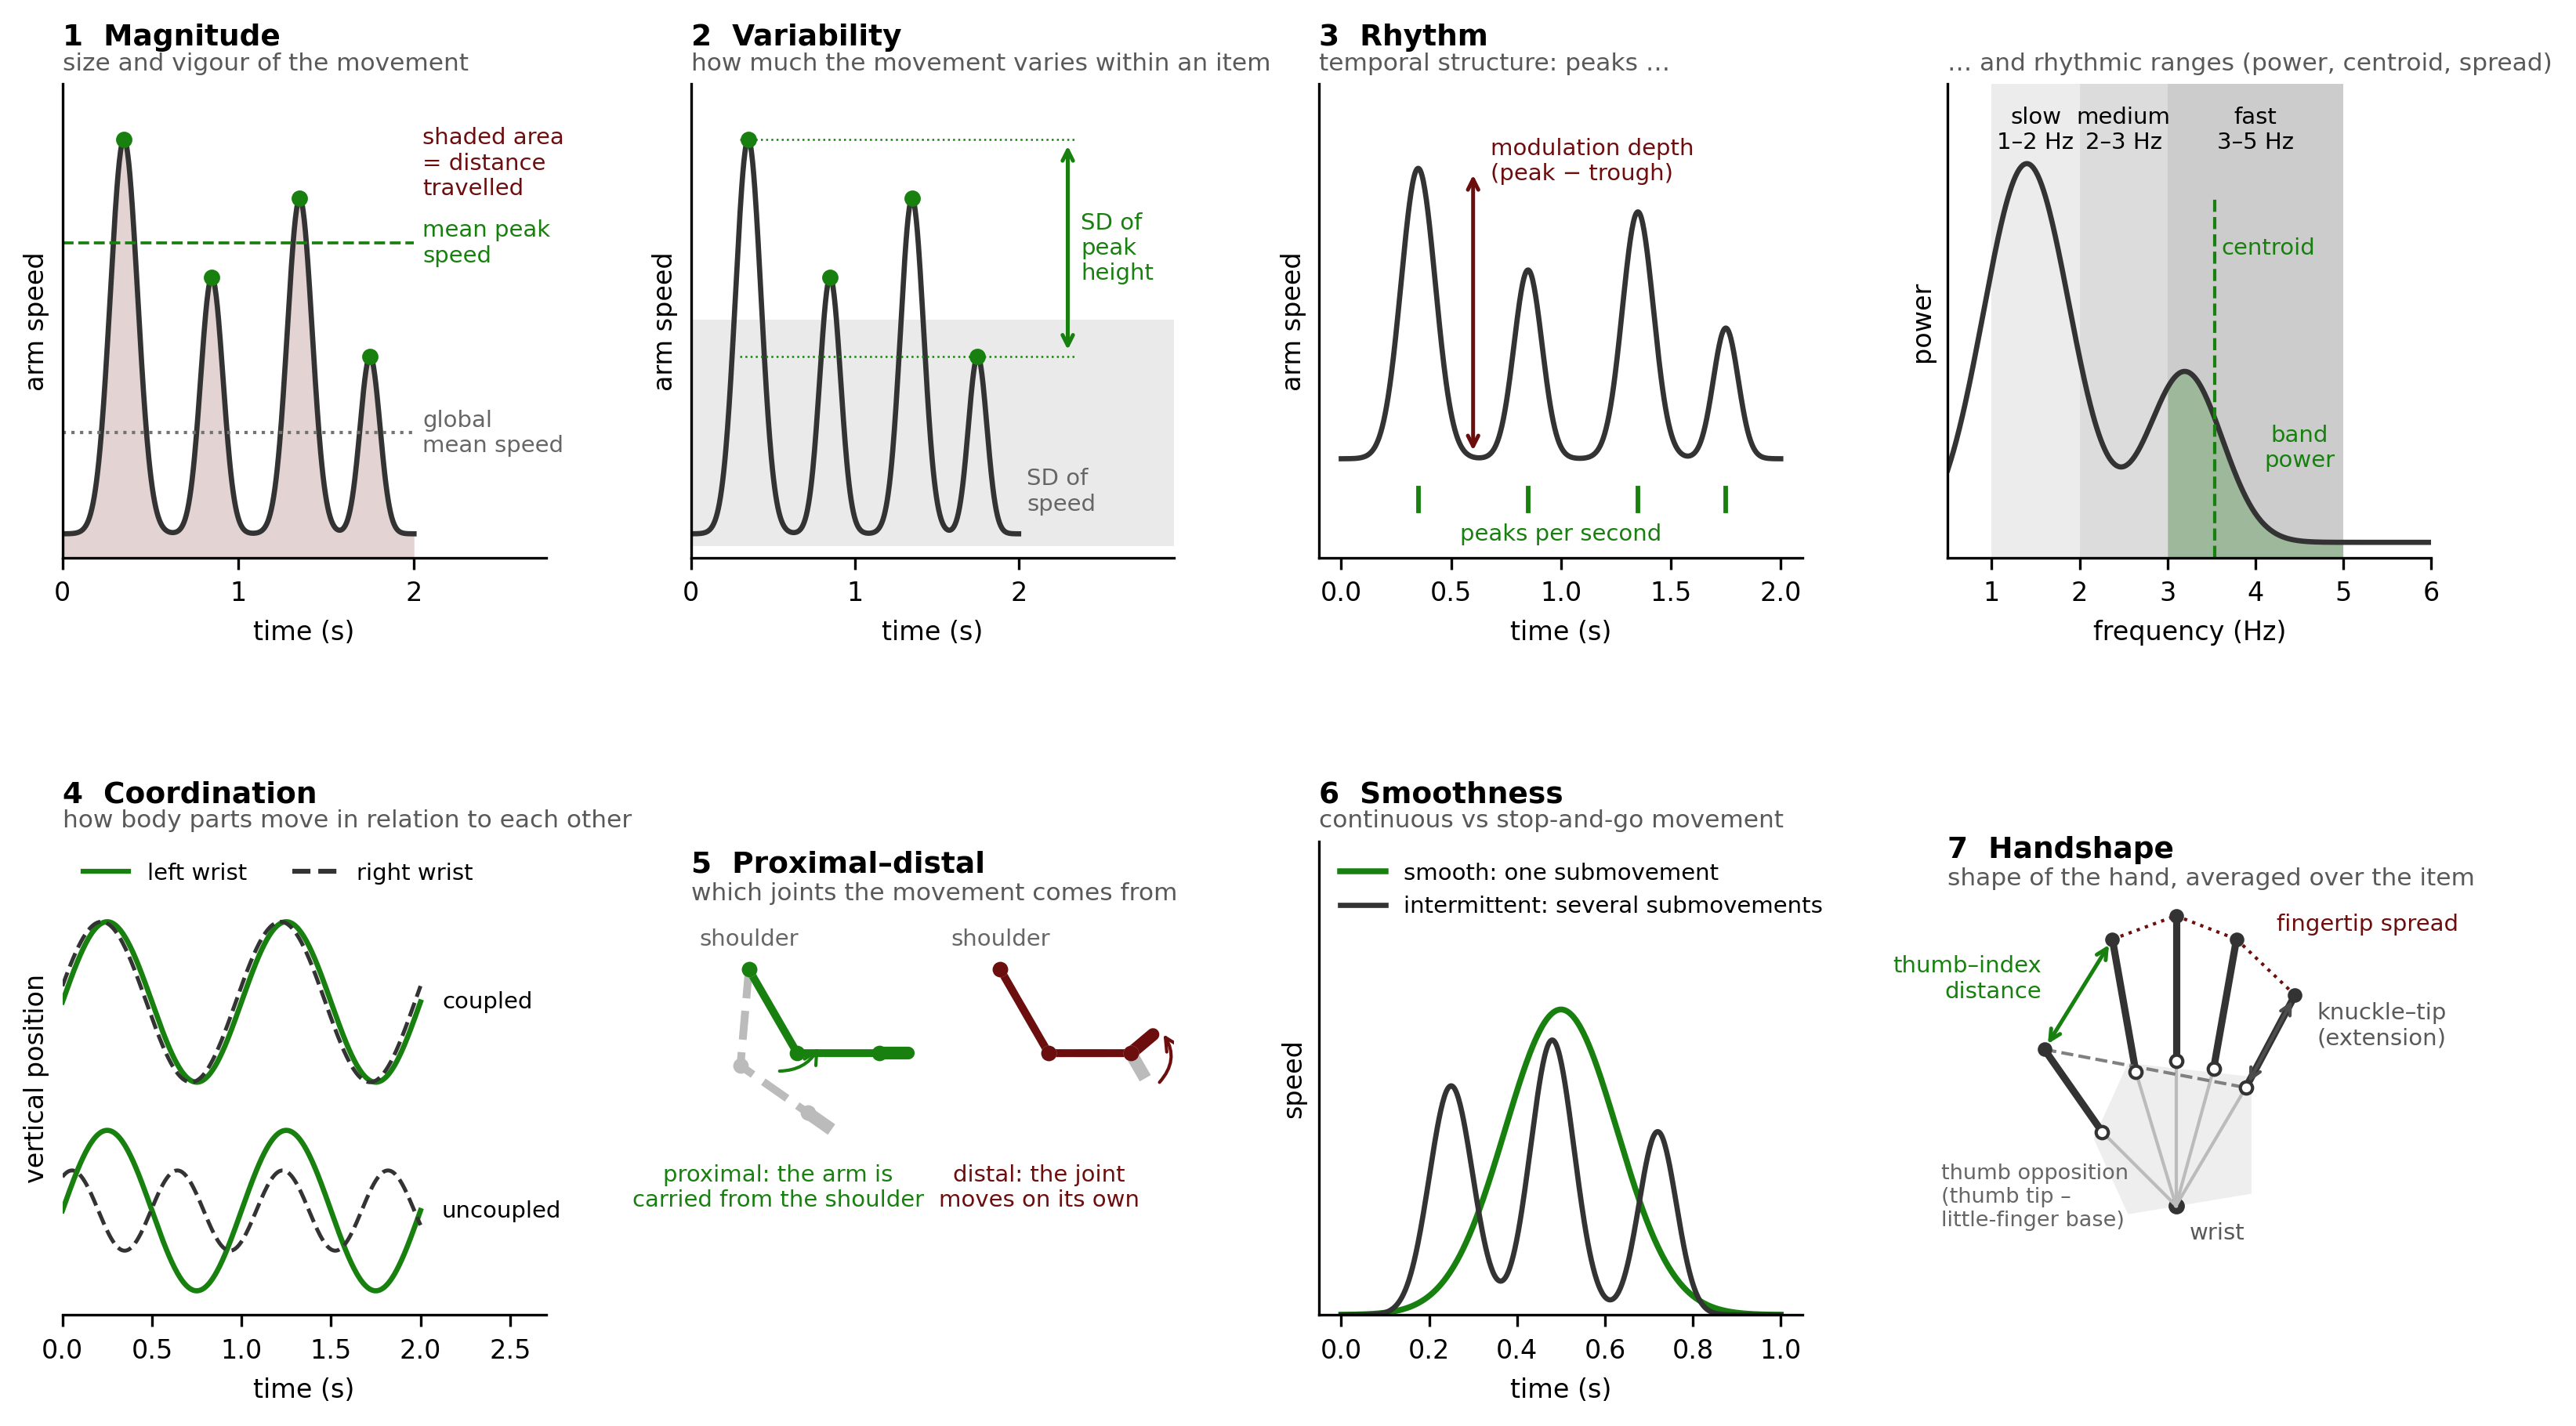 1 Magnitude
size and vigour of the movement
shaded area
= distance
travelled
mean peak
speed
global
mean speed
arm speed
0 1 2
time (s)
2 Variability
how much the movement varies within an item
SD of
peak
height
SD of
speed
arm speed
0 1 2
time (s)
3 Rhythm
temporal structure: peaks …
modulation depth
(peak − trough)
peaks per second
arm speed
0.0 0.5 1.0 1.5 2.0
time (s)
… and rhythmic ranges (power, centroid, spread)
slow medium fast
1–2 Hz 2–3 Hz 3–5 Hz
centroid
band
power
power
1 2 3 4 5 6
frequency (Hz)
4 Coordination
how body parts move in relation to each other
left wrist right wrist
coupled
uncoupled
vertical position
0.0 0.5 1.0 1.5 2.0 2.5
time (s)
5 Proximal–distal
which joints the movement comes from
shoulder shoulder
proximal: the arm is
carried from the shoulder
distal: the joint
moves on its own
6 Smoothness
continuous vs stop-and-go movement
smooth: one submovement
intermittent: several submovements
speed
0.0 0.2 0.4 0.6 0.8 1.0
time (s)
7 Handshape
shape of the hand, averaged over the item
fingertip spread
thumb–index
distance
knuckle–tip
(extension)
thumb opposition
(thumb tip –
little-finger base)
wrist